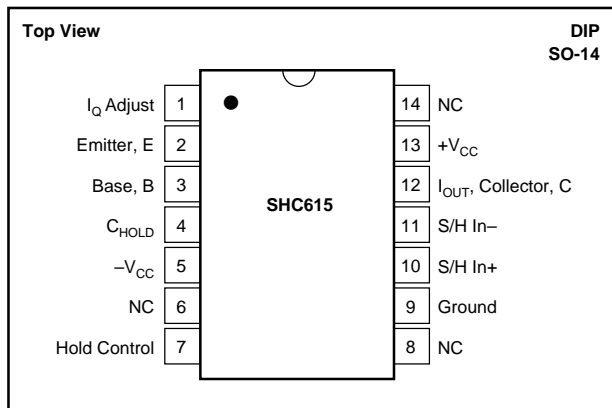 Top View
DIP
SO-14
I_Q Adjust 1
Emitter, E 2
Base, B 3
C_HOLD 4
–V_CC 5
NC 6
Hold Control 7
SHC615
14 NC
13 +V_CC
12 I_OUT, Collector, C
11 S/H In–
10 S/H In+
9 Ground
8 NC